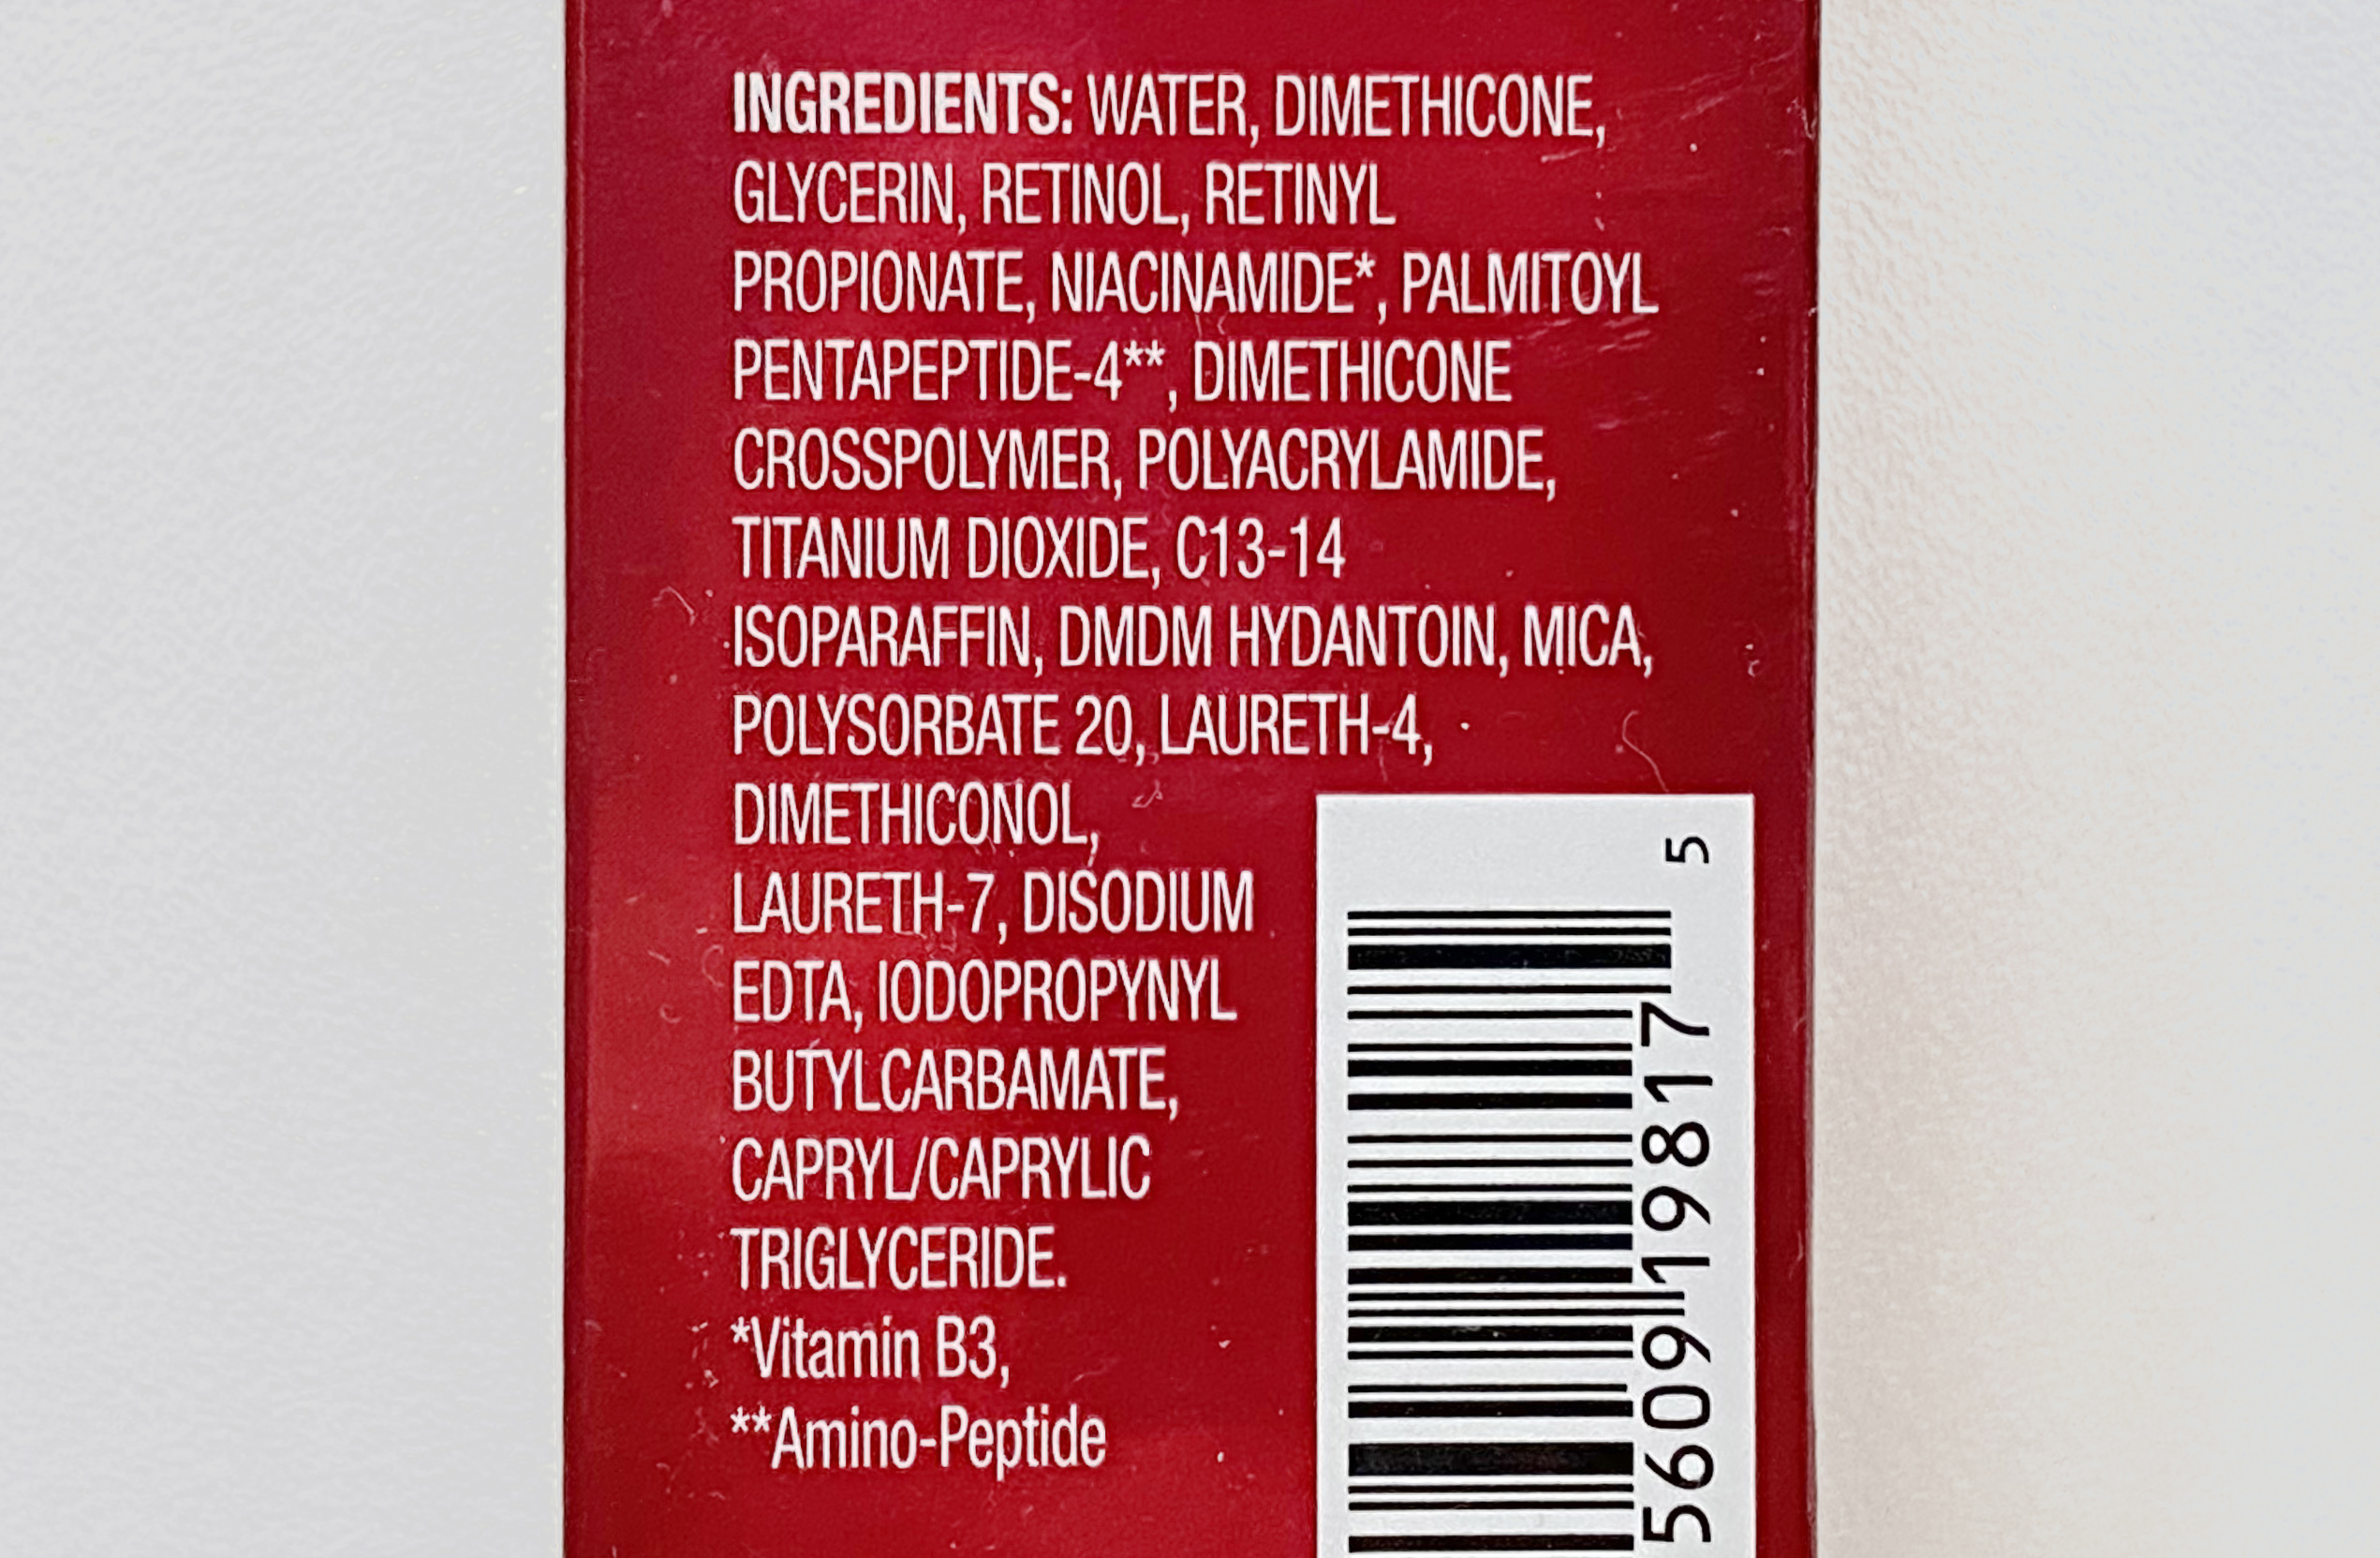 INGREDIENTS: WATER, DIMETHICONE,
GLYCERIN, RETINOL, RETINYL
PROPIONATE, NIACINAMIDE*, PALMITOYL
PENTAPEPTIDE-4**, DIMETHICONE
CROSSPOLYMER, POLYACRYLAMIDE,
TITANIUM DIOXIDE, C13-14
ISOPARAFFIN, DMDM HYDANTOIN, MICA,
POLYSORBATE 20, LAURETH-4,
DIMETHICONOL,
LAURETH-7, DISODIUM
EDTA, IODOPROPYNYL
BUTYLCARBAMATE,
CAPRYL/CAPRYLIC
TRIGLYCERIDE.
*Vitamin B3,
**Amino-Peptide
5609 19817 5